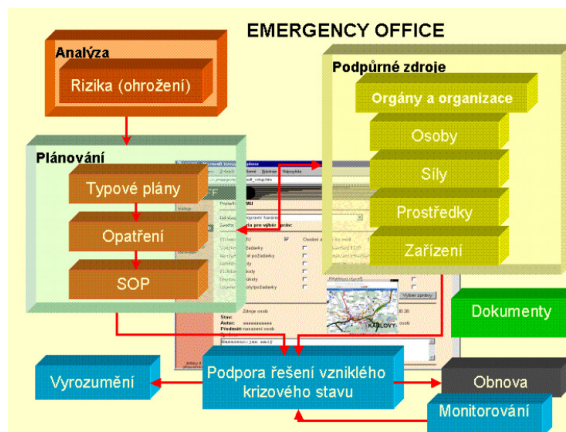 EMERGENCY OFFICE
Analýza
Rizika (ohrožení)
Podpůrné zdroje
Orgány a organizace
Osoby
Síly
Prostředky
Zařízení
Plánování
Typové plány
Opatření
SOP
Dokumenty
Podpora řešení vzniklého
krizového stavu
Vyrozumění
Obnova
Monitorování